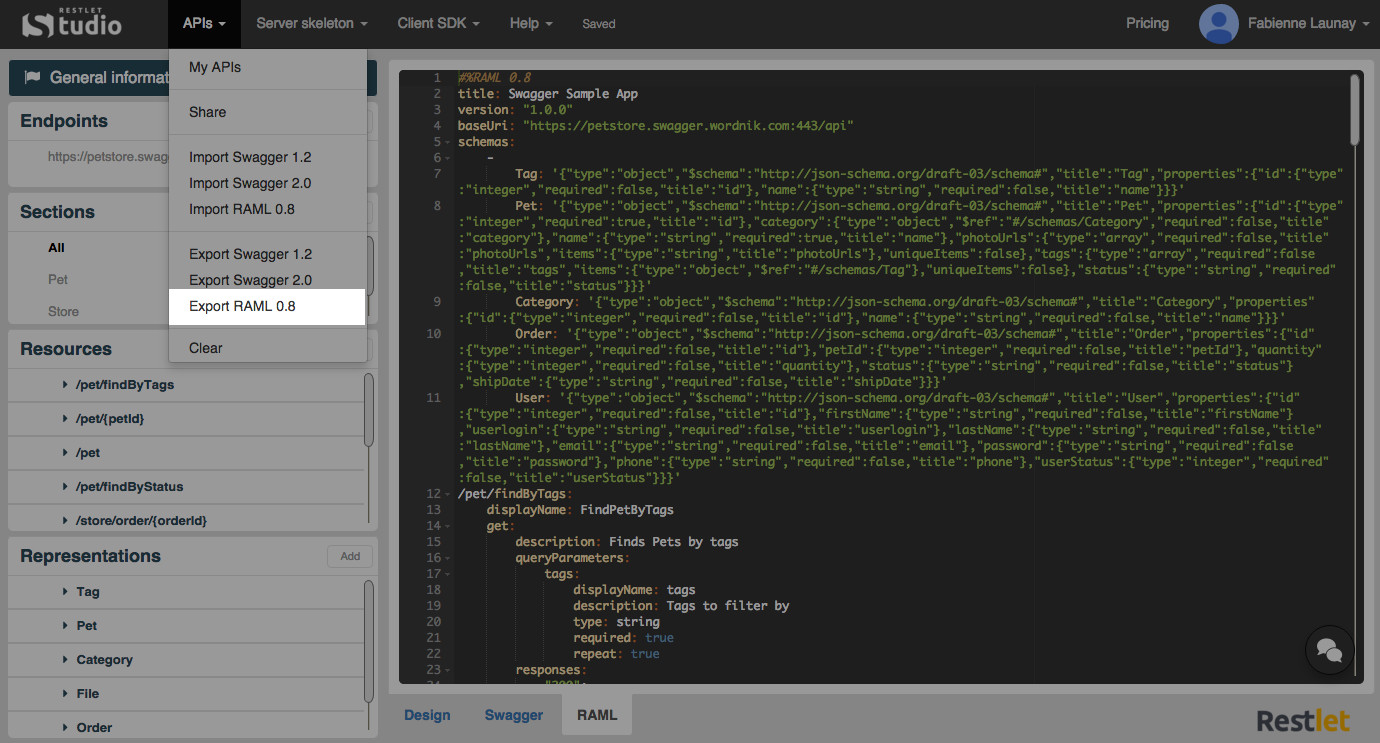 RESTLET
Studio
APIs
Server skeleton
Client SDK
Help
Saved
Pricing
Fabienne Launay
General informat
Endpoints
https://petstore.swag
Sections
All
Pet
Store
Resources
/pet/findByTags
/pet/{petId}
/pet
/pet/findByStatus
/store/order/{orderId}
Representations
Add
Tag
Pet
Category
File
Order
My APIs
Share
Import Swagger 1.2
Import Swagger 2.0
Import RAML 0.8
Export Swagger 1.2
Export Swagger 2.0
Export RAML 0.8
Clear
1 #%RAML 0.8
2 title: Swagger Sample App
3 version: "1.0.0"
4 baseUri: "https://petstore.swagger.wordnik.com:443/api"
5 schemas:
6 -
7 Tag: '{"type":"object","$schema":"http://json-schema.org/draft-03/schema#","title":"Tag","properties":{"id":{"type"
:"integer","required":false,"title":"id"},"name":{"type":"string","required":false,"title":"name"}}}'
8 Pet: '{"type":"object","$schema":"http://json-schema.org/draft-03/schema#","title":"Pet","properties":{"id":{"type"
:"integer","required":true,"title":"id"},"category":{"type":"object","$ref":"#/schemas/Category","required":false,"title"
:"category"},"name":{"type":"string","required":true,"title":"name"},"photoUrls":{"type":"array","required":false,"title"
:"photoUrls","items":{"type":"string","title":"photoUrls"},"uniqueItems":false},"tags":{"type":"array","required":false
,"title":"tags","items":{"type":"object","$ref":"#/schemas/Tag"},"uniqueItems":false},"status":{"type":"string","required"
:false,"title":"status"}}}'
9 Category: '{"type":"object","$schema":"http://json-schema.org/draft-03/schema#","title":"Category","properties"
:{"id":{"type":"integer","required":false,"title":"id"},"name":{"type":"string","required":false,"title":"name"}}}'
10 Order: '{"type":"object","$schema":"http://json-schema.org/draft-03/schema#","title":"Order","properties":{"id"
:{"type":"integer","required":false,"title":"id"},"petId":{"type":"integer","required":false,"title":"petId"},"quantity"
:{"type":"integer","required":false,"title":"quantity"},"status":{"type":"string","required":false,"title":"status"}
,"shipDate":{"type":"string","required":false,"title":"shipDate"}}}'
11 User: '{"type":"object","$schema":"http://json-schema.org/draft-03/schema#","title":"User","properties":{"id"
:{"type":"integer","required":false,"title":"id"},"firstName":{"type":"string","required":false,"title":"firstName"}
,"userlogin":{"type":"string","required":false,"title":"userlogin"},"lastName":{"type":"string","required":false,"title"
:"lastName"},"email":{"type":"string","required":false,"title":"email"},"password":{"type":"string","required":false
,"title":"password"},"phone":{"type":"string","required":false,"title":"phone"},"userStatus":{"type":"integer","required"
:false,"title":"userStatus"}}}'
12 /pet/findByTags:
13 displayName: FindPetByTags
14 get:
15 description: Finds Pets by tags
16 queryParameters:
17 tags:
18 displayName: tags
19 description: Tags to filter by
20 type: string
21 required: true
22 repeat: true
23 responses:
Design
Swagger
RAML
Restlet